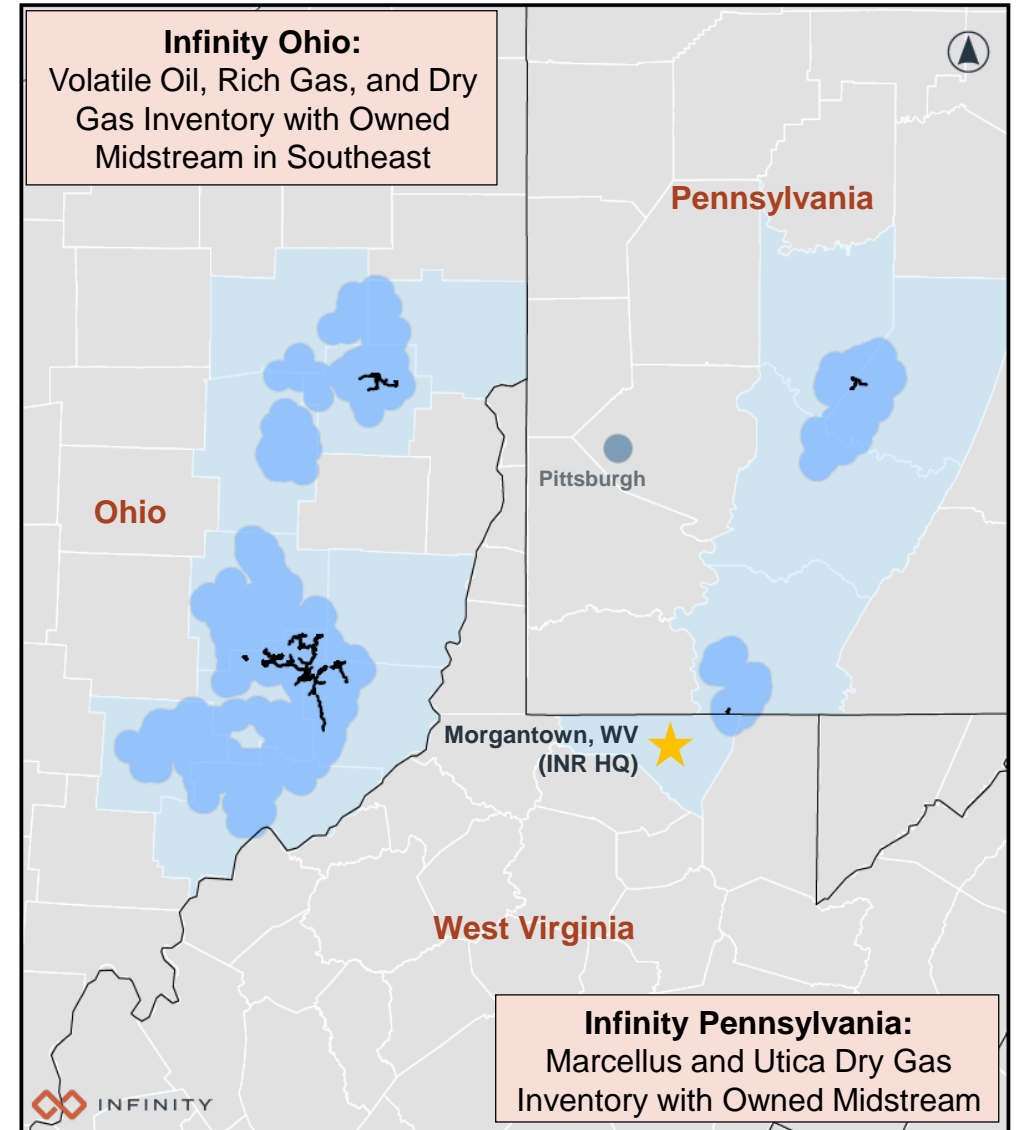 Infinity Ohio:
Volatile Oil, Rich Gas, and Dry
Gas Inventory with Owned
Midstream in Southeast
Pennsylvania
Pittsburgh
Ohio
Morgantown, WV
(INR HQ)
West Virginia
Infinity Pennsylvania:
Marcellus and Utica Dry Gas
Inventory with Owned Midstream
INFINITY